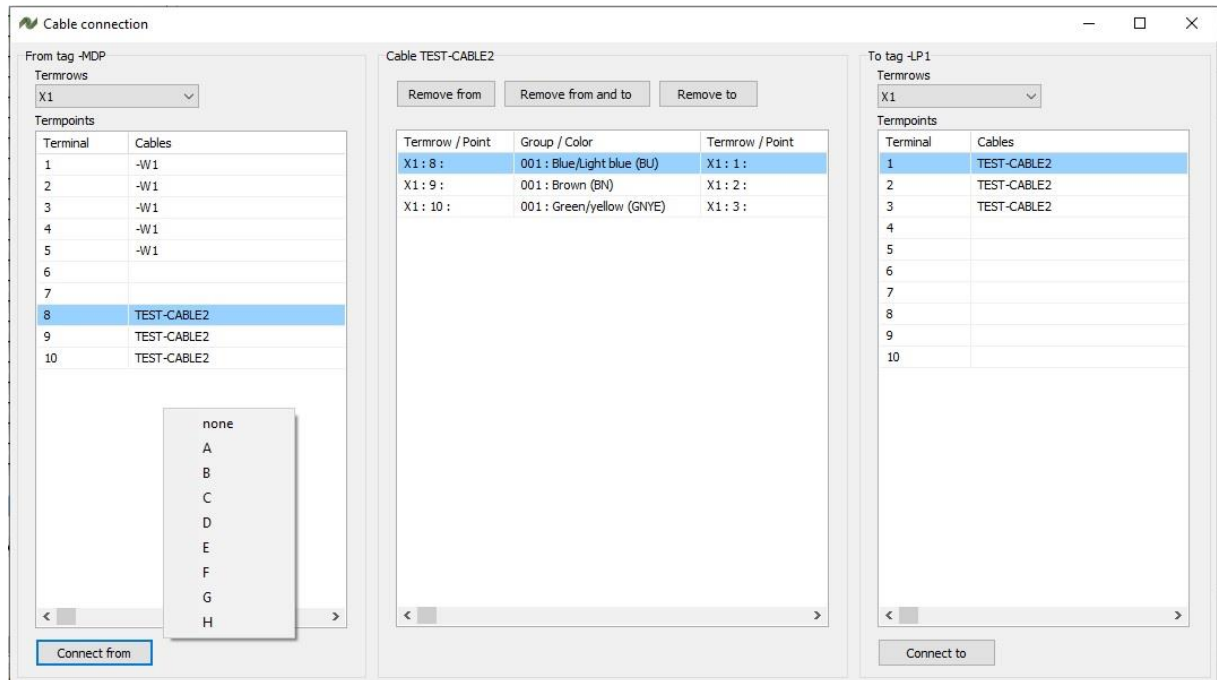 Cable connection
From tag -MDP
Termrows
X1
Termpoints
Terminal Cables
1 -W1
2 -W1
3 -W1
4 -W1
5 -W1
6
7
8 TEST-CABLE2
9 TEST-CABLE2
10 TEST-CABLE2
none
A
B
C
D
E
F
G
H
Connect from
Cable TEST-CABLE2
Remove from Remove from and to Remove to
Termrow / Point Group / Color Termrow / Point
X1 : 8 : 001 : Blue/Light blue (BU) X1 : 1 :
X1 : 9 : 001 : Brown (BN) X1 : 2 :
X1 : 10 : 001 : Green/yellow (GNYE) X1 : 3 :
To tag -LP1
Termrows
X1
Termpoints
Terminal Cables
1 TEST-CABLE2
2 TEST-CABLE2
3 TEST-CABLE2
4
5
6
7
8
9
10
Connect to